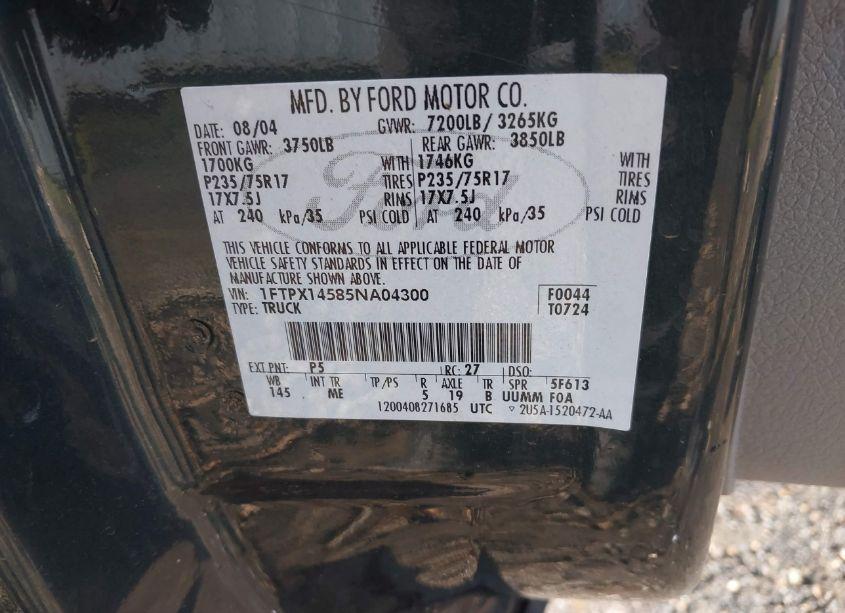 MFD. BY FORD MOTOR CO.
DATE: 08/04 GVWR: 7200LB/ 3265KG
FRONT GAWR: 3750LB REAR GAWR: 3850LB
1700KG WITH 1746KG WITH
P235/75R17 TIRES P235/75R17 TIRES
17X7.5J RIMS 17X7.5J RIMS
AT 240 kPa/35 PSI COLD AT 240 kPa/35 PSI COLD
Ford
THIS VEHICLE CONFORMS TO ALL APPLICABLE FEDERAL MOTOR
VEHICLE SAFETY STANDARDS IN EFFECT ON THE DATE OF
MANUFACTURE SHOWN ABOVE.
VIN: 1FTPX14585NA04300 F0044
TYPE: TRUCK T0724
EXT PNT: P5 RC: 27 DSO:
WB INT TR TP/PS R AXLE TR SPR 5F613
145 ME 5 19 B UUMM FOA
1200408271685 UTC ▽ 2U5A-1520472-AA